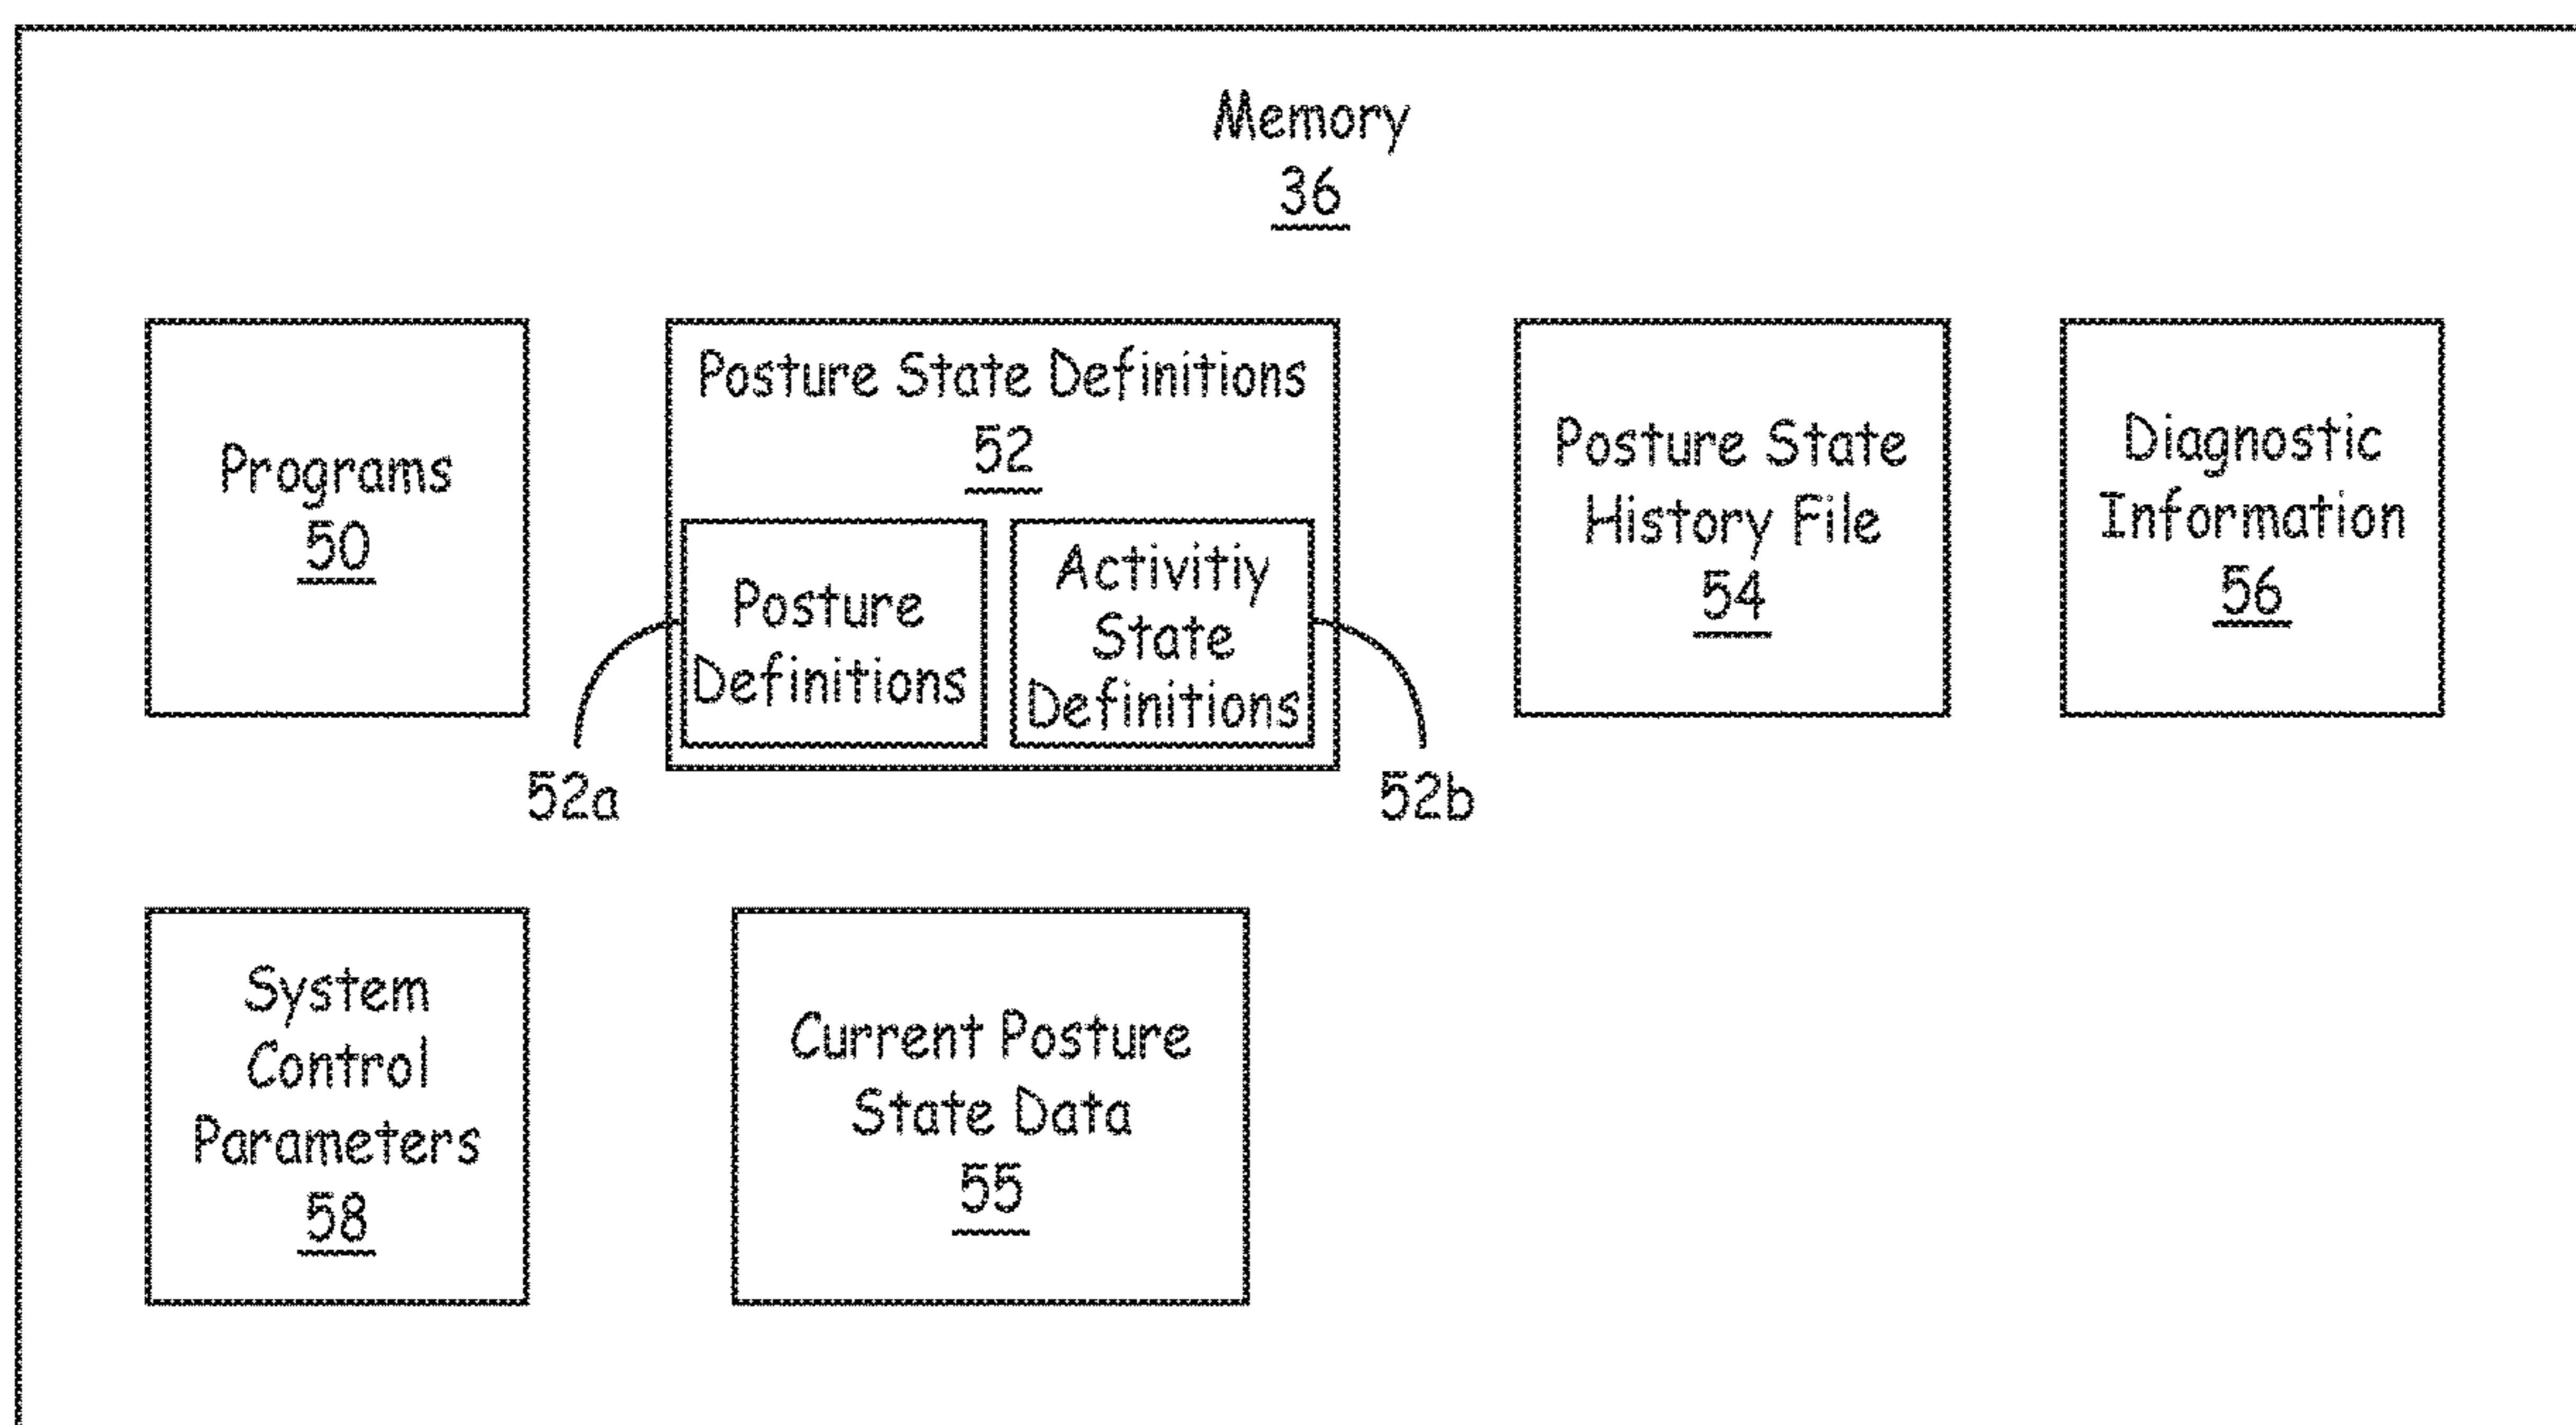 Memory
36
Programs
50
Posture State Definitions
52
Posture
Definitions
Activitiy
State
Definitions
52a
52b
Posture State
History File
54
Diagnostic
Information
56
System
Control
Parameters
58
Current Posture
State Data
55